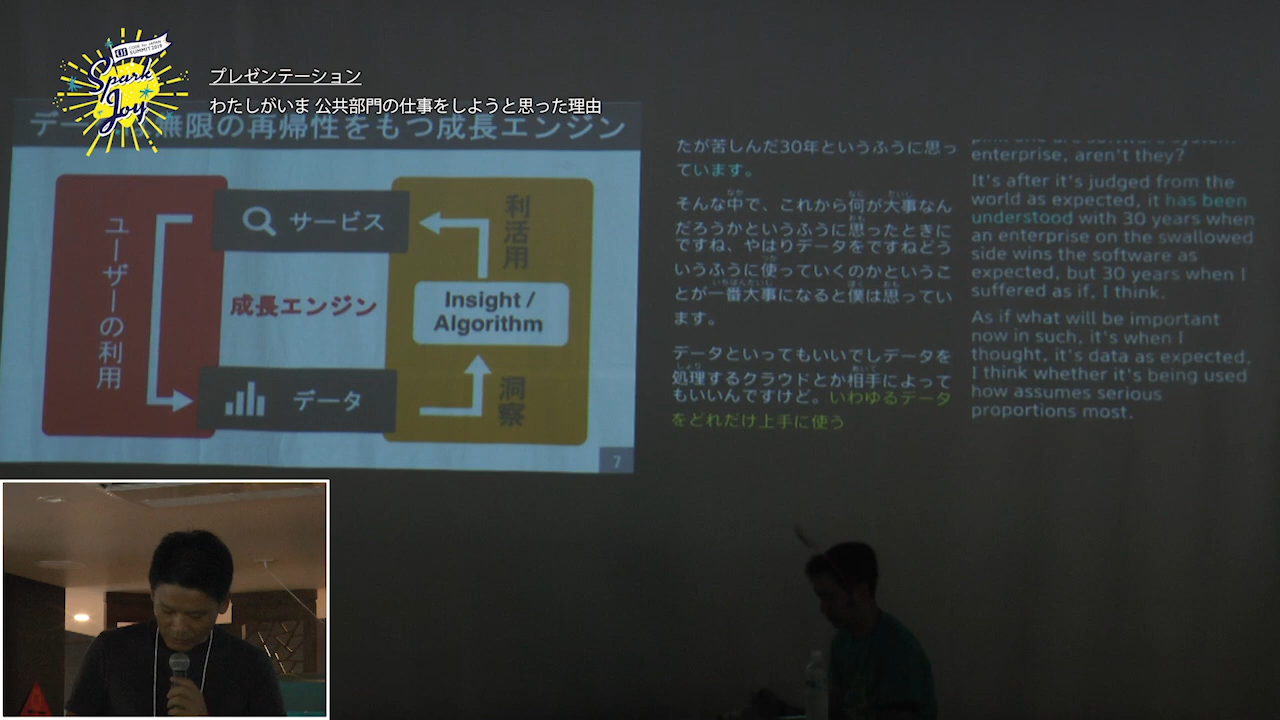 CODE for JAPAN
SUMMIT 2019
Spark
Joy
プレゼンテーション
わたしがいま 公共部門の仕事をしようと思った理由
無限の再帰性をもつ成長エンジン
ユーザーの利用
サービス
利活用
成長エンジン
Insight /
Algorithm
データ
洞察
7
たが苦しんだ30年というふうに思っ
ています。
そんな中で、これから何が大事なん
だろうかというふうに思ったときに
ですね、やはりデータをですねどう
いうふうに使っていくのかというこ
とが一番大事になると僕は思ってい
ます。
データといってもいいでしデータを
処理するクラウドとか相手によって
もいいんですけど。いわゆるデータ
をどれだけ上手に使う
enterprise, aren't they?
It's after it's judged from the
world as expected, it has been
understood with 30 years when
an enterprise on the swallowed
side wins the software as
expected, but 30 years when I
suffered as if, I think.
As if what will be important
now in such, it's when I
thought, it's data as expected,
I think whether it's being used
how assumes serious
proportions most.